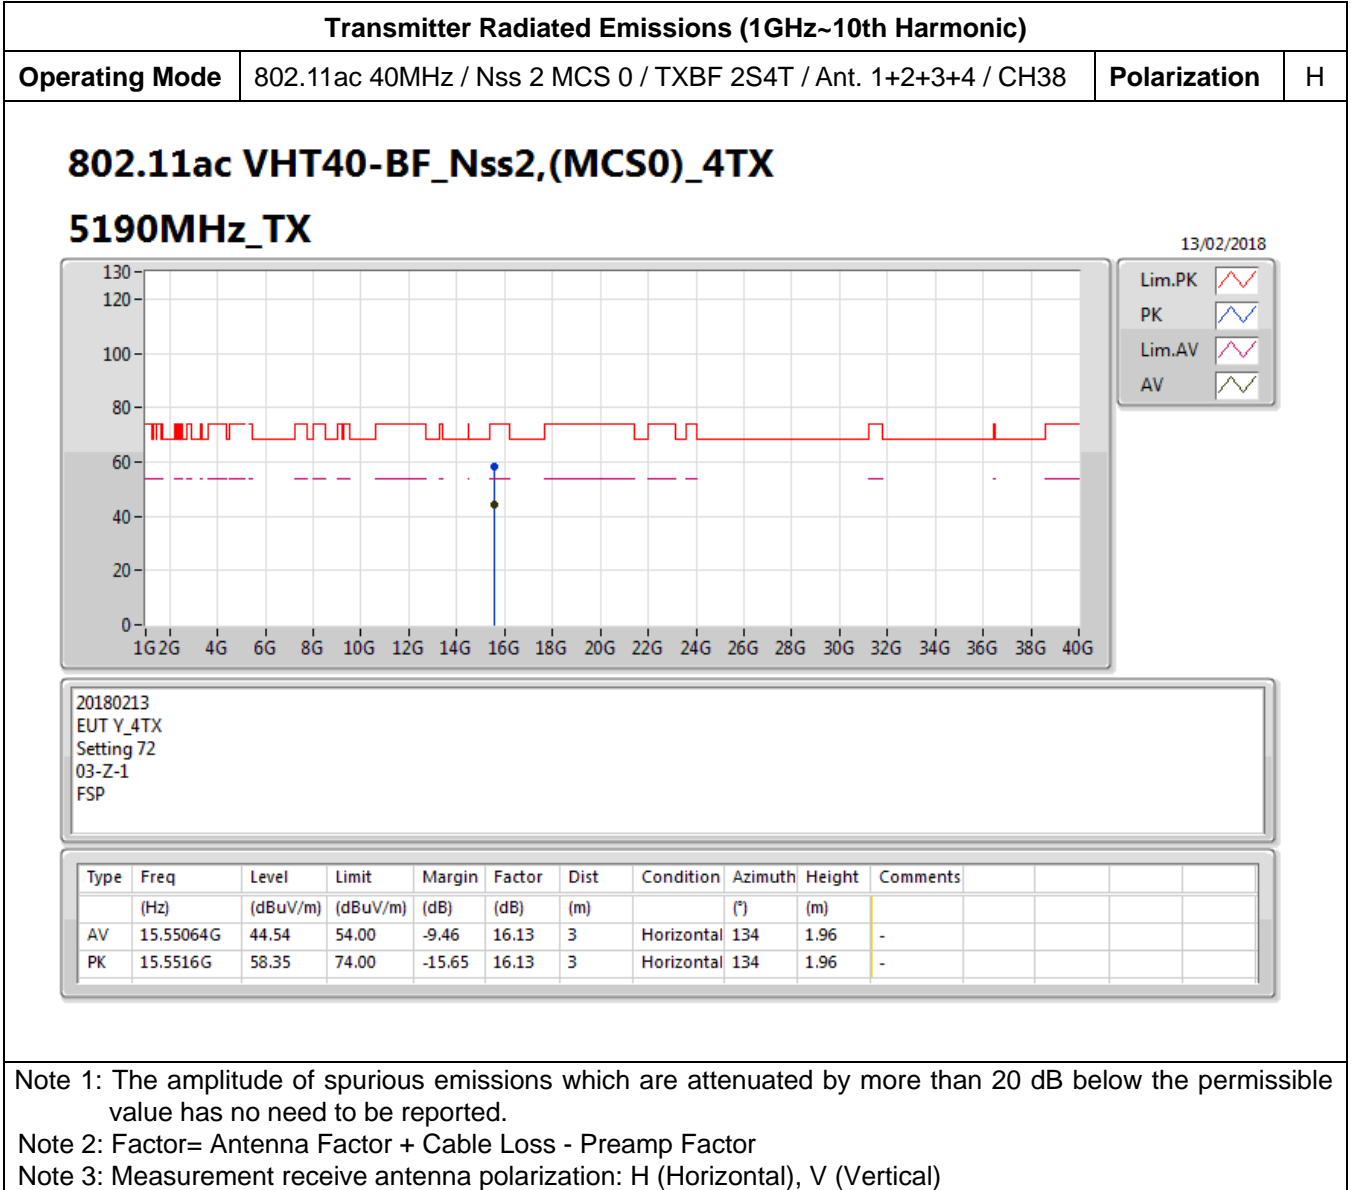 Transmitter Radiated Emissions (1GHz~10th Harmonic)
Operating Mode 802.11ac 40MHz / Nss 2 MCS 0 / TXBF 2S4T / Ant. 1+2+3+4 / CH38 Polarization H
802.11ac VHT40-BF_Nss2,(MCS0)_4TX
5190MHz_TX
13/02/2018
130
120
100
80
60
40
20
0
1G 2G 4G 6G 8G 10G 12G 14G 16G 18G 20G 22G 24G 26G 28G 30G 32G 34G 36G 38G 40G
Lim.PK
PK
Lim.AV
AV
20180213
EUT Y_4TX
Setting 72
03-Z-1
FSP
Type Freq Level Limit Margin Factor Dist Condition Azimuth Height Comments
(Hz) (dBuV/m) (dBuV/m) (dB) (dB) (m) (°) (m)
AV 15.55064G 44.54 54.00 -9.46 16.13 3 Horizontal 134 1.96 -
PK 15.5516G 58.35 74.00 -15.65 16.13 3 Horizontal 134 1.96 -
Note 1: The amplitude of spurious emissions which are attenuated by more than 20 dB below the permissible
value has no need to be reported.
Note 2: Factor= Antenna Factor + Cable Loss - Preamp Factor
Note 3: Measurement receive antenna polarization: H (Horizontal), V (Vertical)